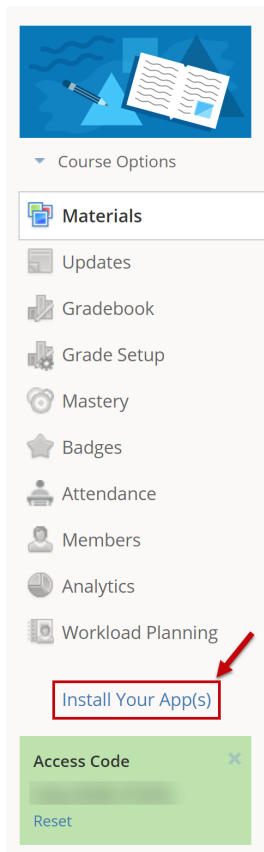 Course Options
Materials
Updates
Gradebook
Grade Setup
Mastery
Badges
Attendance
Members
Analytics
Workload Planning
Install Your App(s)
Access Code
Reset